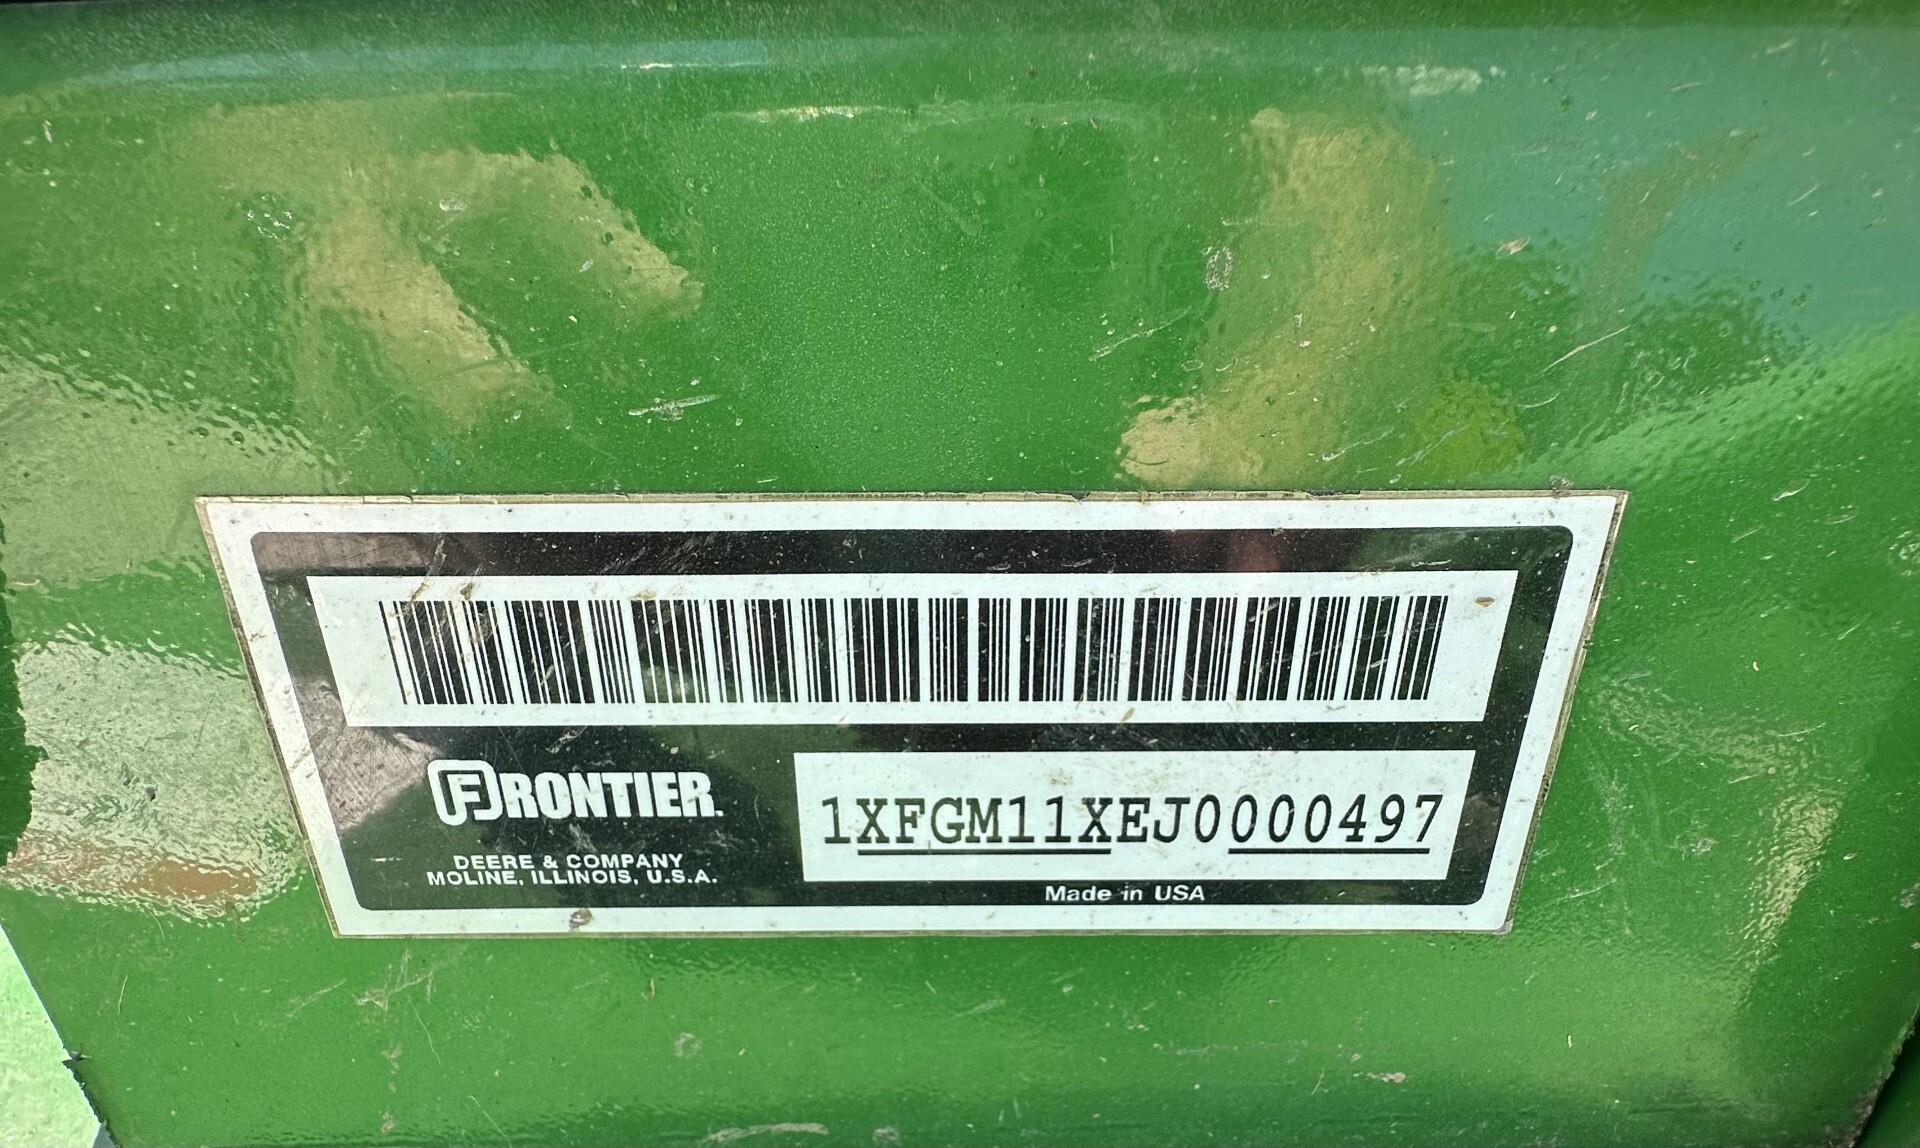 FRONTIER
DEERE & COMPANY
MOLINE, ILLINOIS, U.S.A.
1XFGM11XEJ0000497
Made in USA